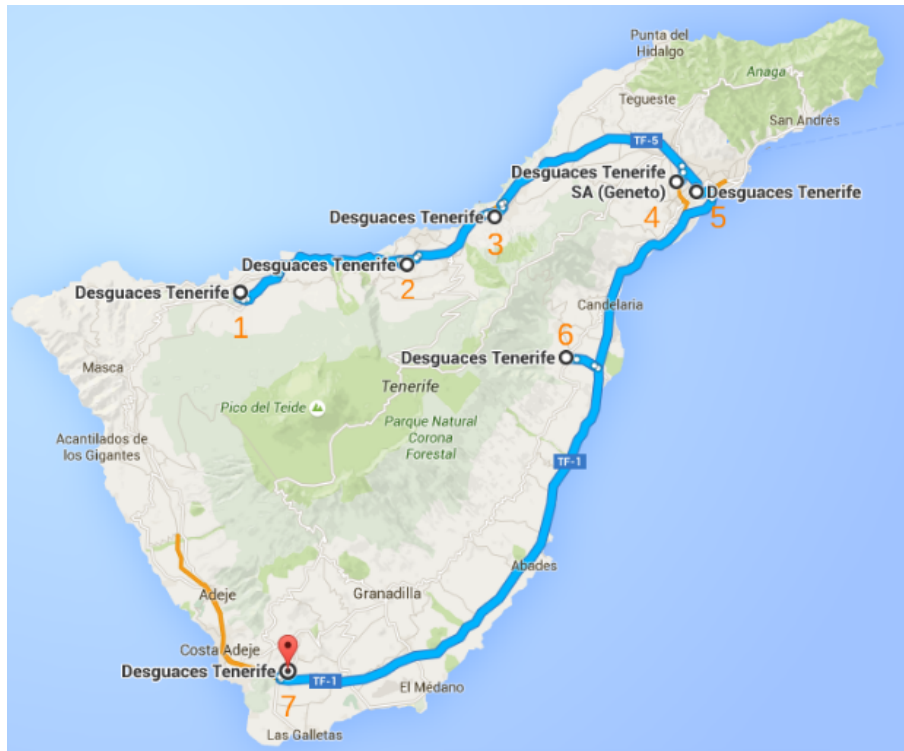 Punta del
Hidalgo
Anaga
Tegueste
San Andrés
TF-5
Desguaces Tenerife
SA (Geneto)
4
Desguaces Tenerife
5
Desguaces Tenerife
3
Desguaces Tenerife
2
Desguaces Tenerife
1
Candelaria
6
Desguaces Tenerife
Masca
Tenerife
Pico del Teide
Parque Natural
Corona
Forestal
Acantilados de
los Gigantes
TF-1
Abades
Adeje
Granadilla
Costa Adeje
Desguaces Tenerife
TF-1
7
El Médano
Las Galletas